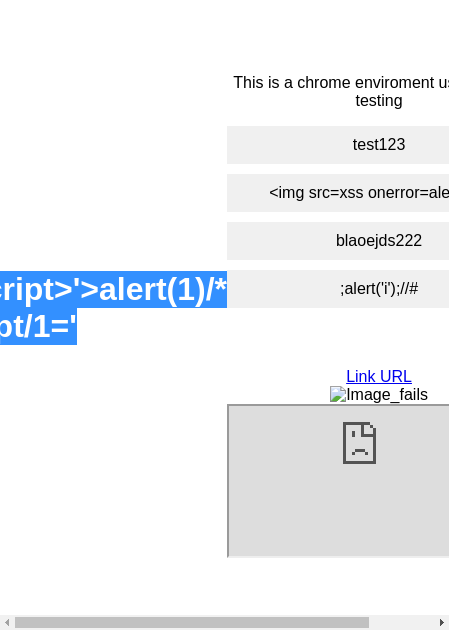 This is a chrome enviroment
testing
test123
<img src=xss onerror=ale
blaoejds222
cript>'>alert(1)/*
;alert('i');//#
pt/1='
Link URL
Image_fails